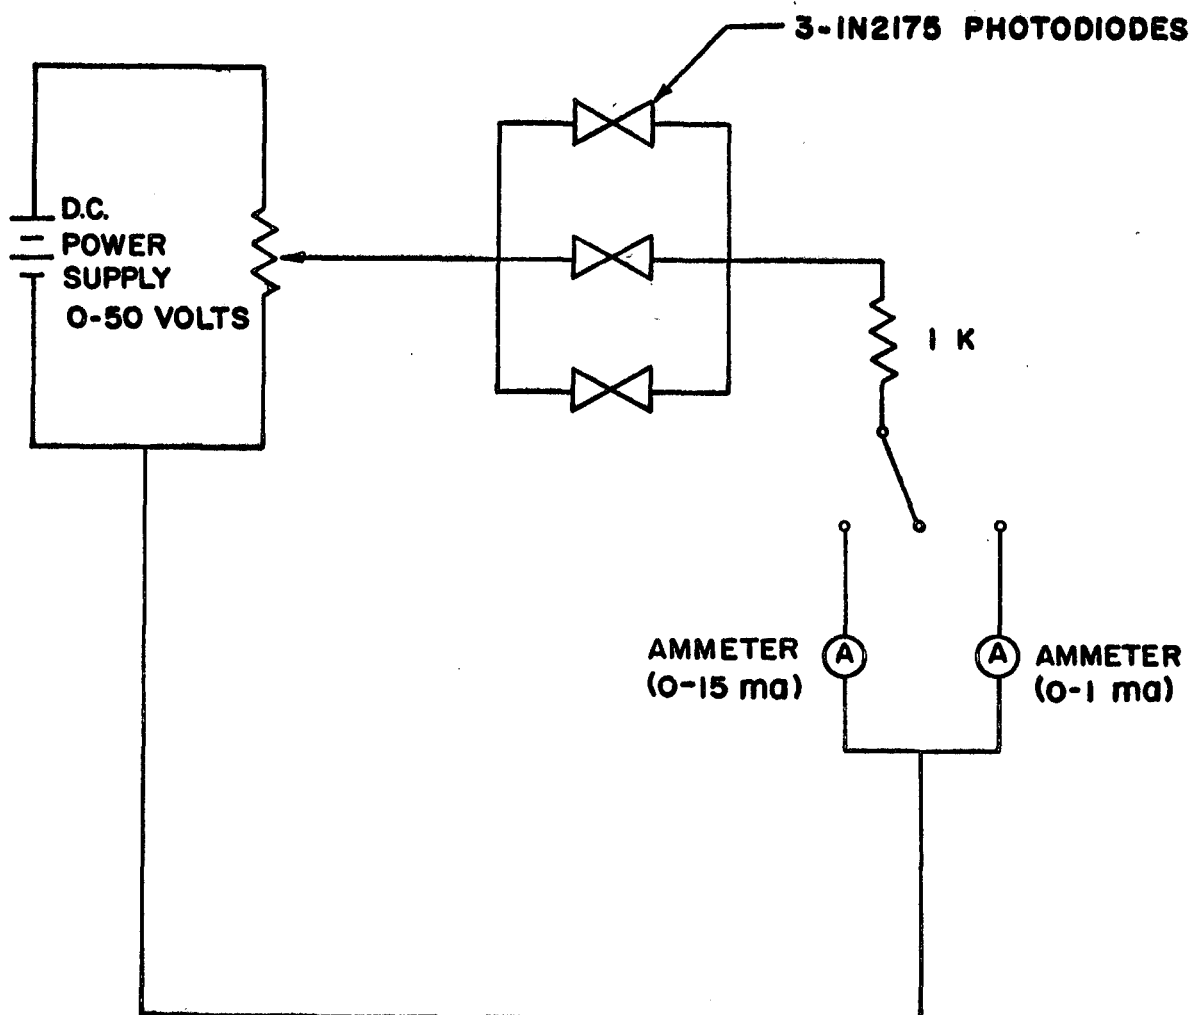 3-1N2175 PHOTODIODES
D.C.
POWER
SUPPLY
0-50 VOLTS
1 K
AMMETER
(0-15 ma)
A
A
AMMETER
(0-1 ma)